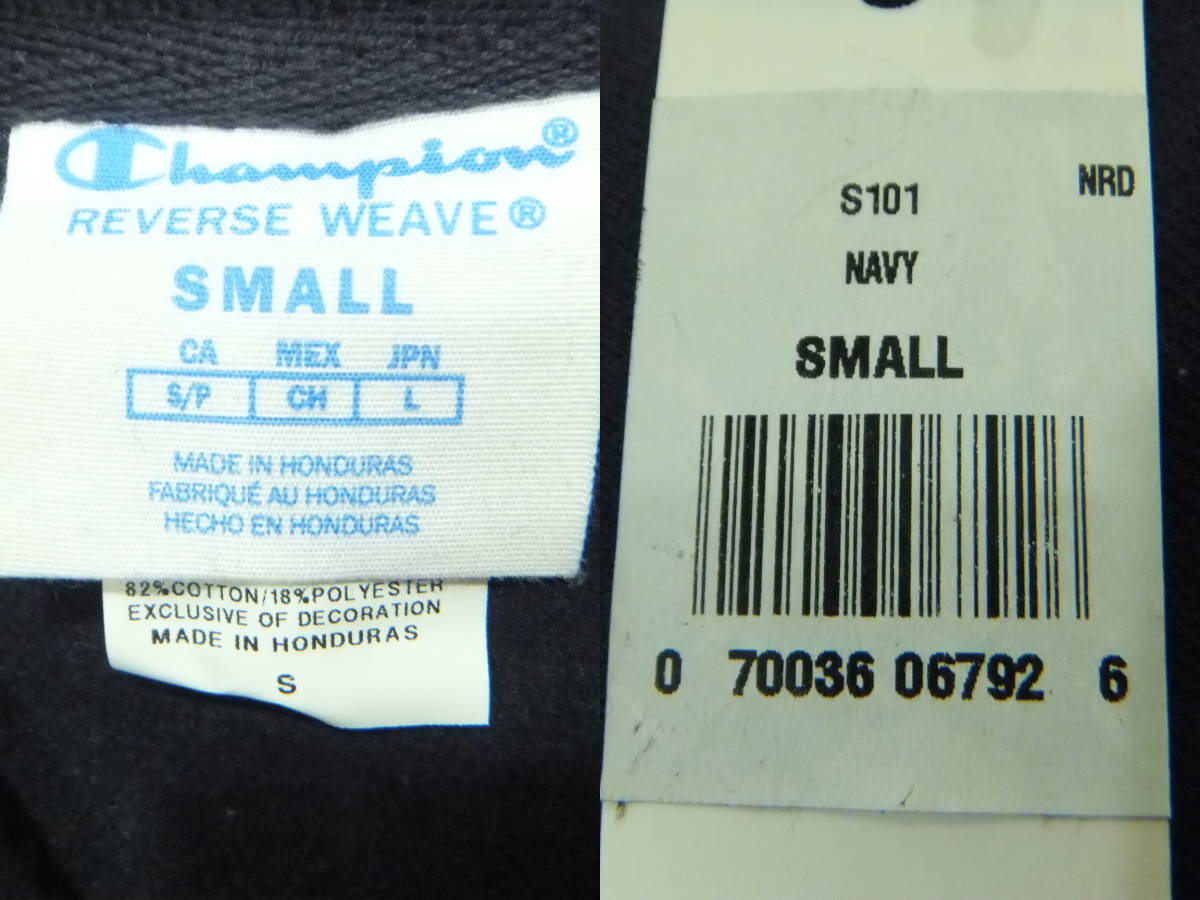 Champion®
REVERSE WEAVE®
SMALL
CA MEX JPN
S/P CH L
MADE IN HONDURAS
FABRIQUÉ AU HONDURAS
HECHO EN HONDURAS
82%COTTON/18%POLYESTER
EXCLUSIVE OF DECORATION
MADE IN HONDURAS
S
NRD
S101
NAVY
SMALL
0 70036 06792 6